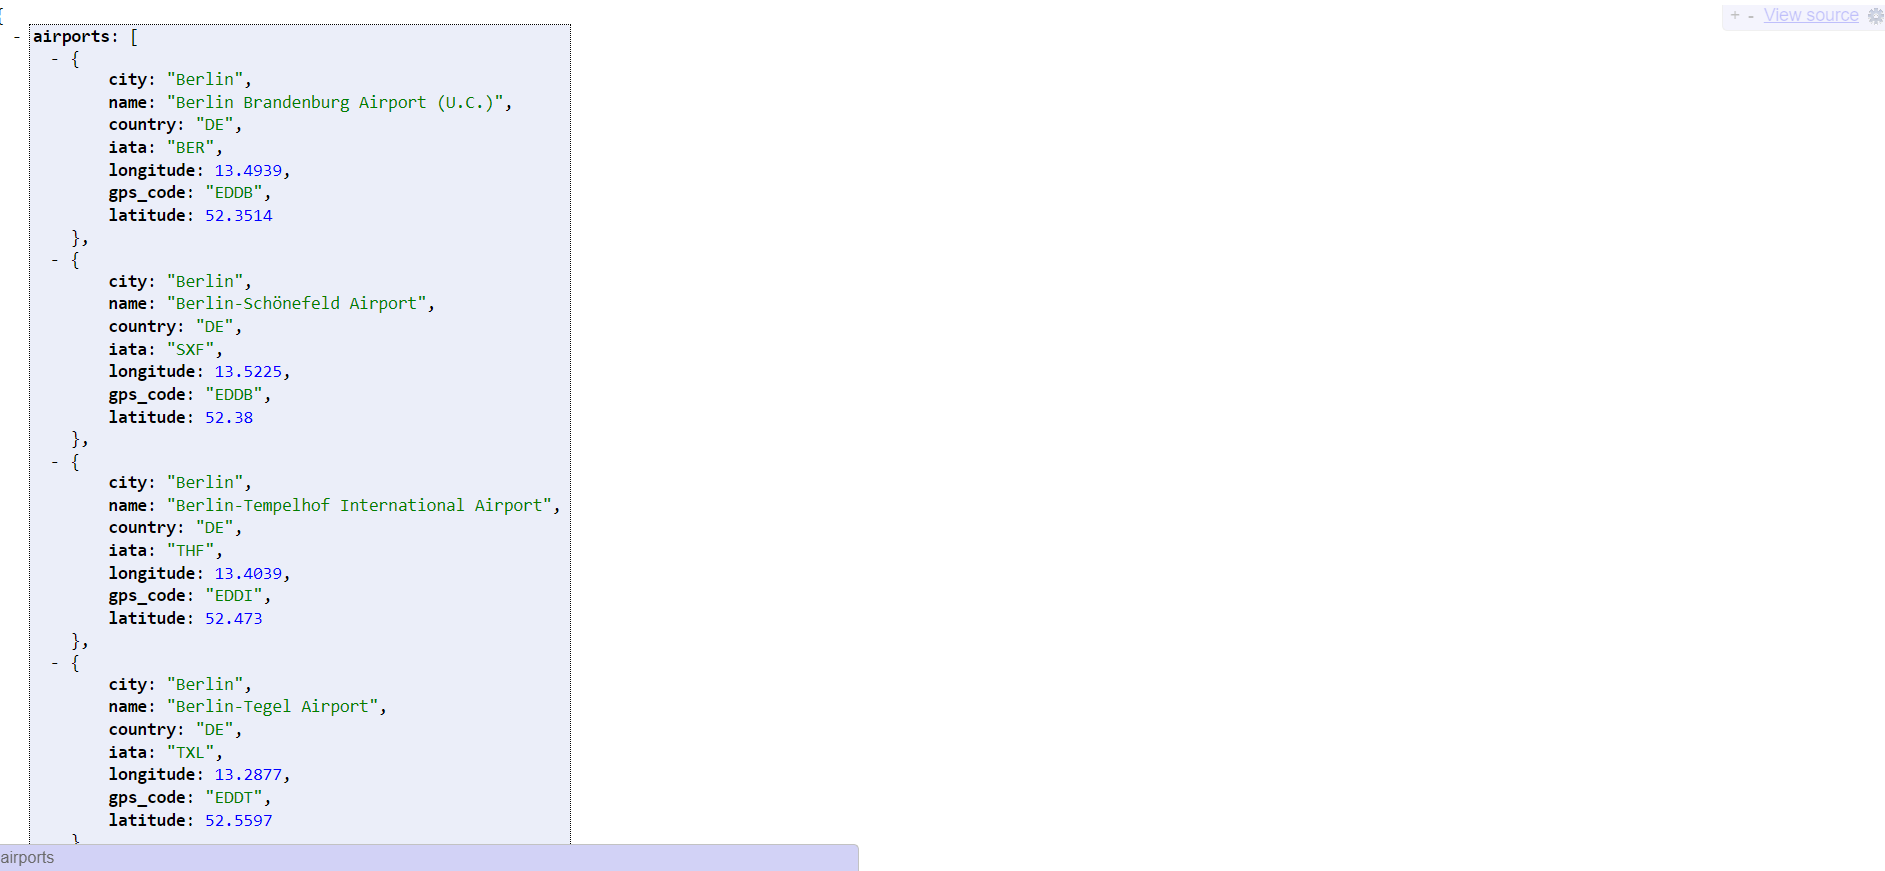 {
+ - View source
- airports: [
- {
city: "Berlin",
name: "Berlin Brandenburg Airport (U.C.)",
country: "DE",
iata: "BER",
longitude: 13.4939,
gps_code: "EDDB",
latitude: 52.3514
},
- {
city: "Berlin",
name: "Berlin-Schönefeld Airport",
country: "DE",
iata: "SXF",
longitude: 13.5225,
gps_code: "EDDB",
latitude: 52.38
},
- {
city: "Berlin",
name: "Berlin-Tempelhof International Airport",
country: "DE",
iata: "THF",
longitude: 13.4039,
gps_code: "EDDI",
latitude: 52.473
},
- {
city: "Berlin",
name: "Berlin-Tegel Airport",
country: "DE",
iata: "TXL",
longitude: 13.2877,
gps_code: "EDDT",
latitude: 52.5597
}
airports